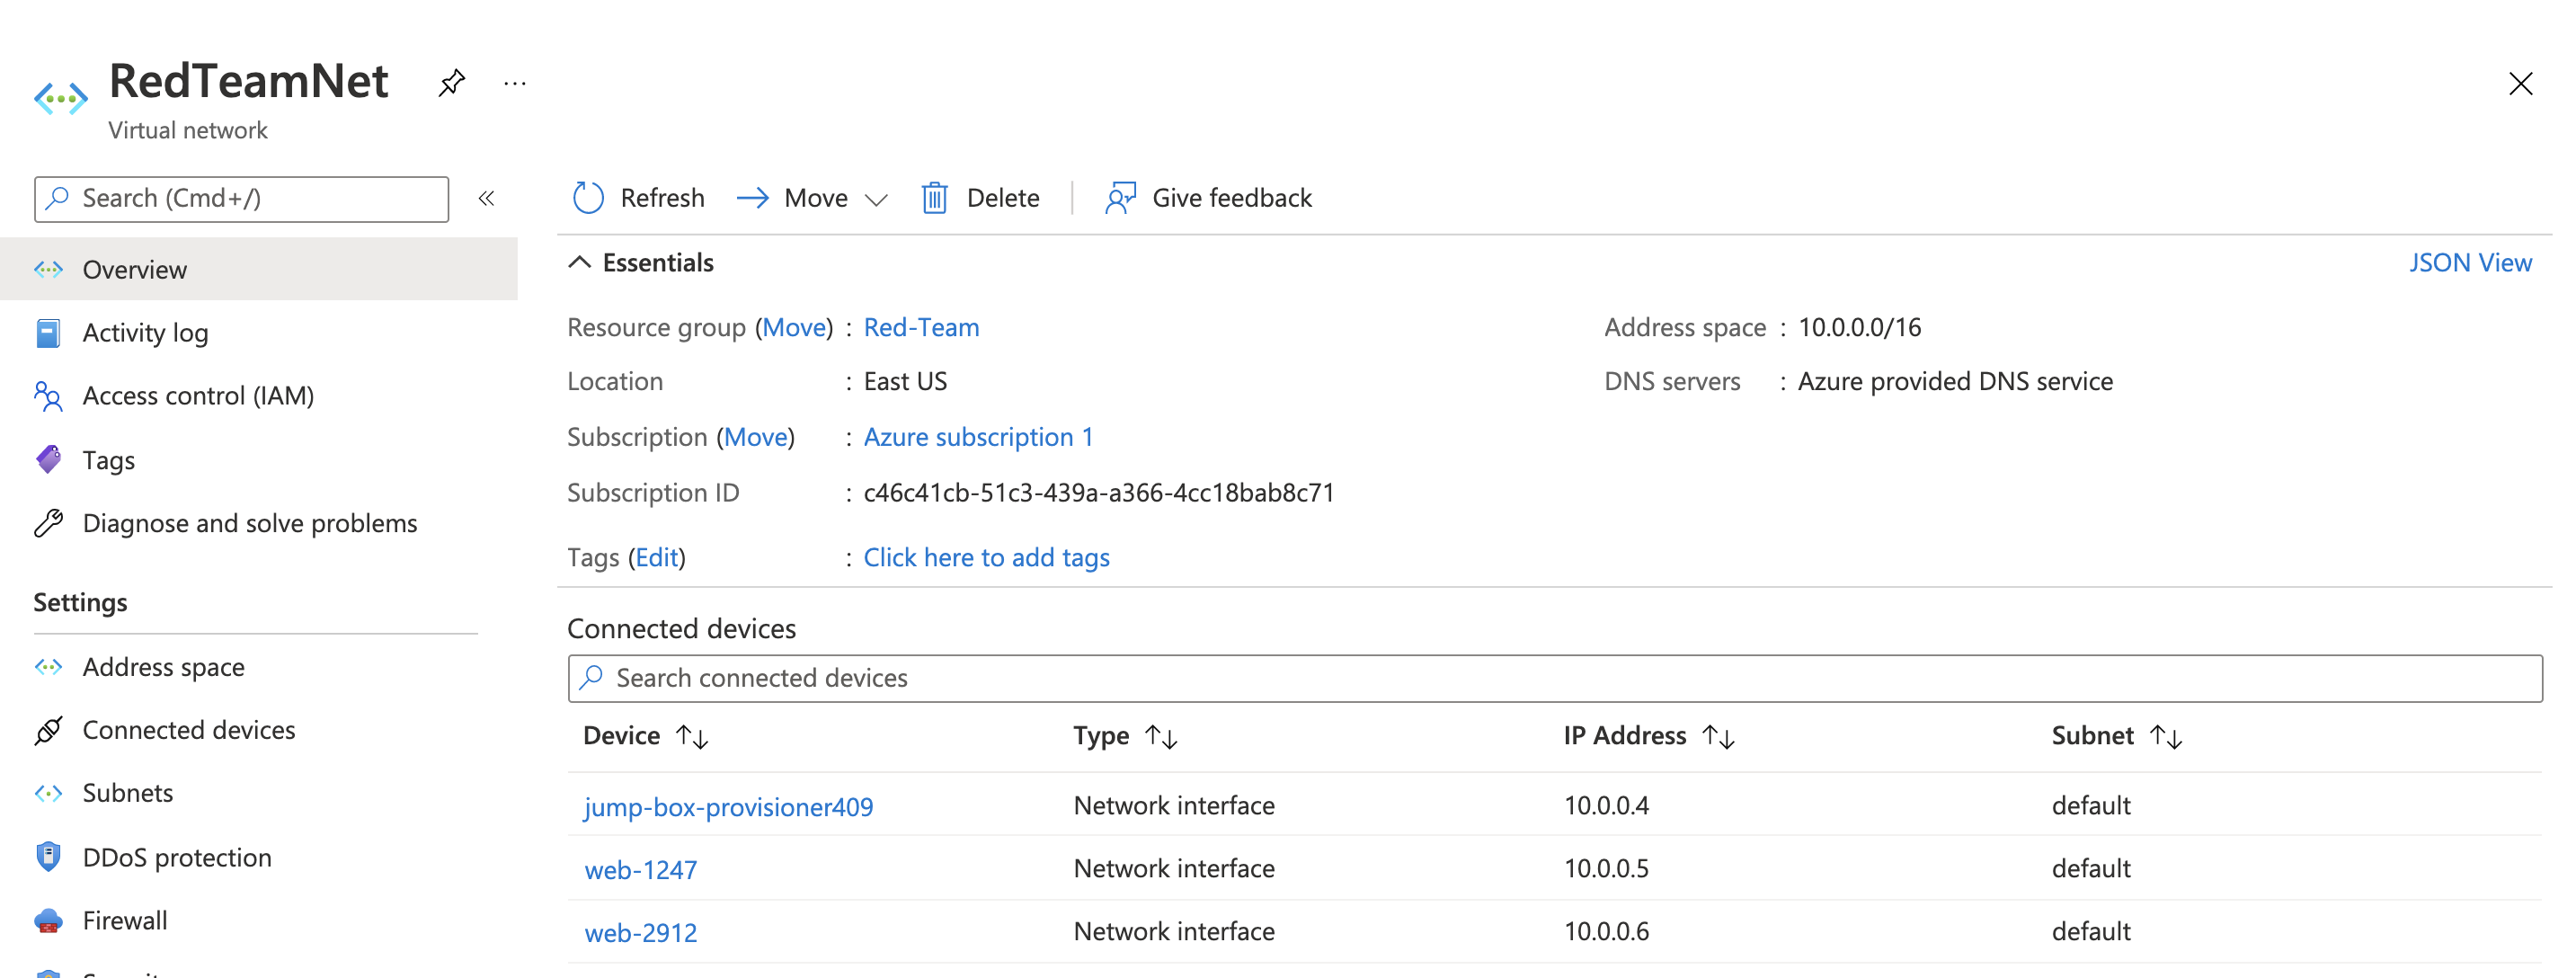 RedTeamNet
...
Virtual network
Search (Cmd+/)
«
Overview
Activity log
Access control (IAM)
Tags
Diagnose and solve problems
Settings
Address space
Connected devices
Subnets
DDoS protection
Firewall
Refresh
Move
Delete
Give feedback
Essentials
JSON View
Resource group (Move) : Red-Team
Location : East US
Subscription (Move) : Azure subscription 1
Subscription ID : c46c41cb-51c3-439a-a366-4cc18bab8c71
Tags (Edit) : Click here to add tags
Address space : 10.0.0.0/16
DNS servers : Azure provided DNS service
Connected devices
Search connected devices
Device ↑↓ Type ↑↓ IP Address ↑↓ Subnet ↑↓
jump-box-provisioner409 Network interface 10.0.0.4 default
web-1247 Network interface 10.0.0.5 default
web-2912 Network interface 10.0.0.6 default